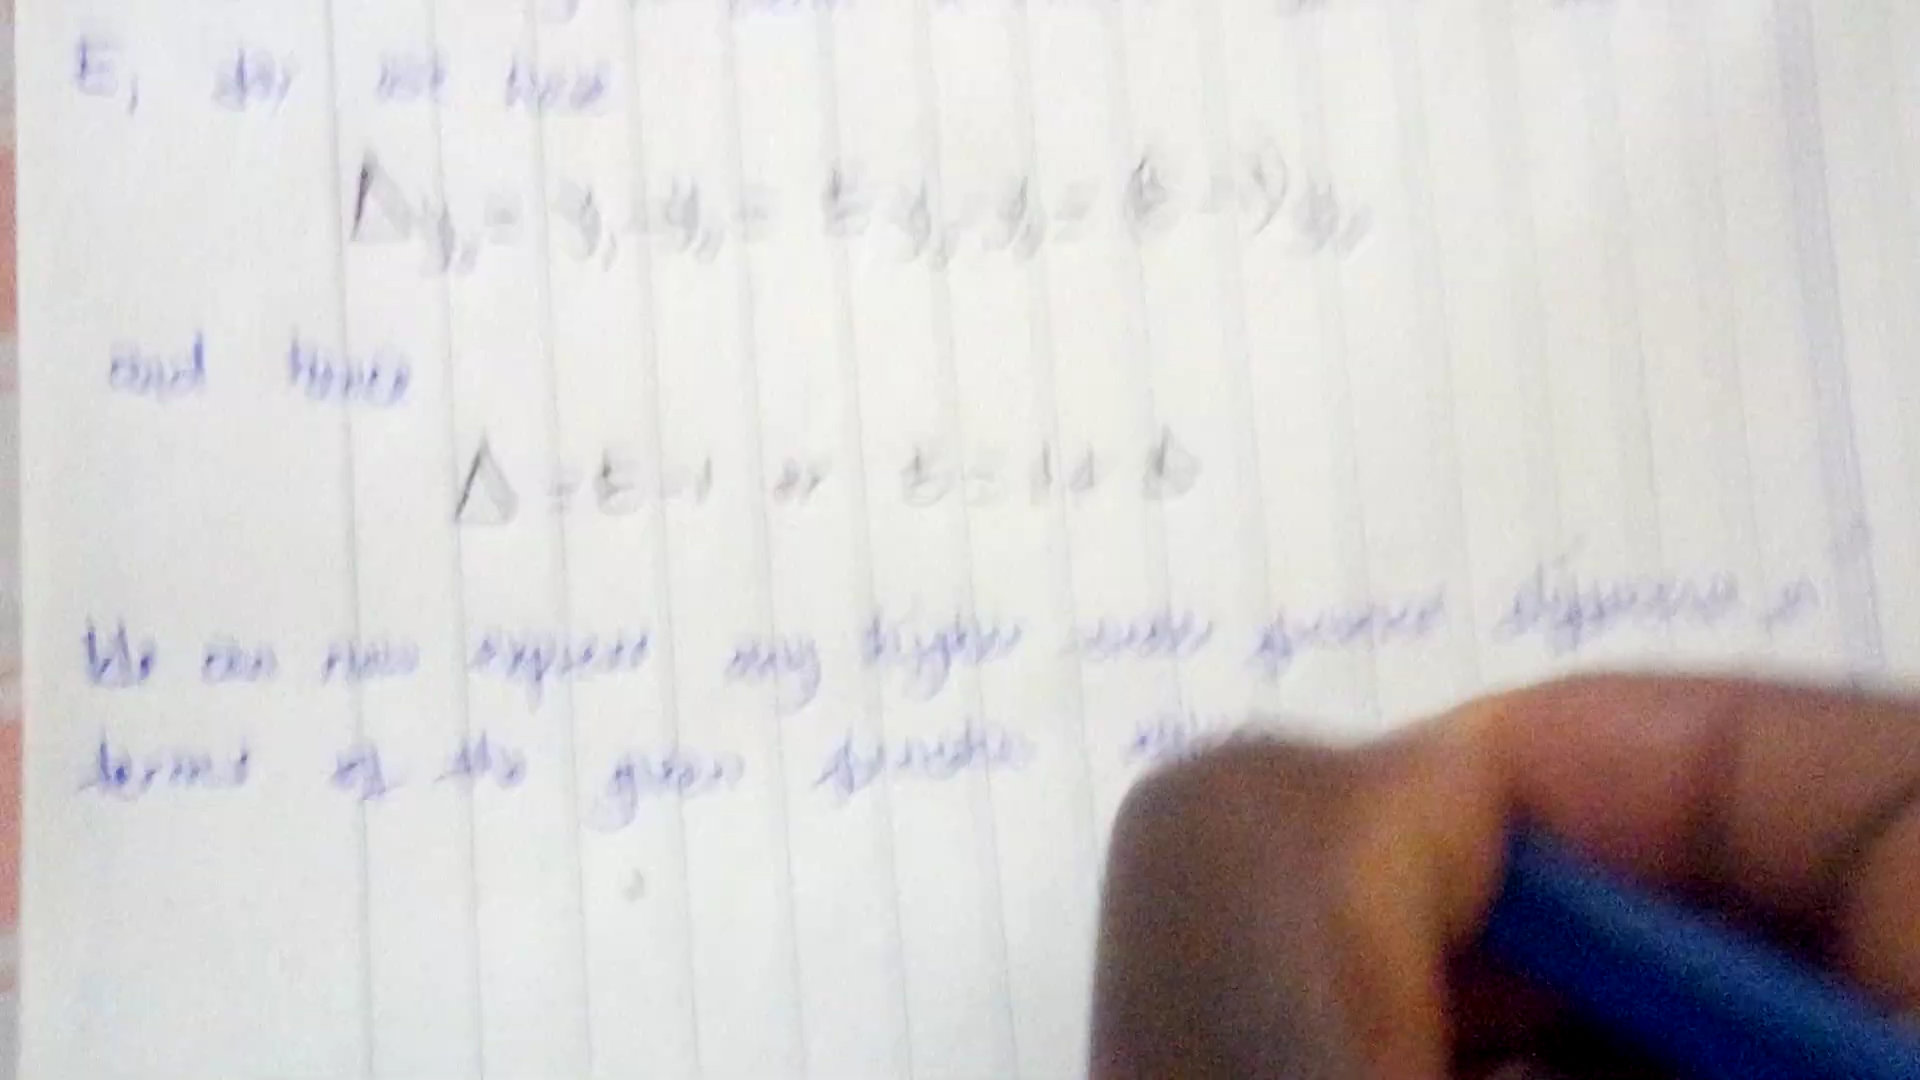 E, for we have
Δy₀ = y₁ - y₀ = E y₀ - y₀ = (E - 1) y₀
and hence
Δ = E - 1 or E = 1 + Δ
We can now express any higher order forward difference in
terms of the given function